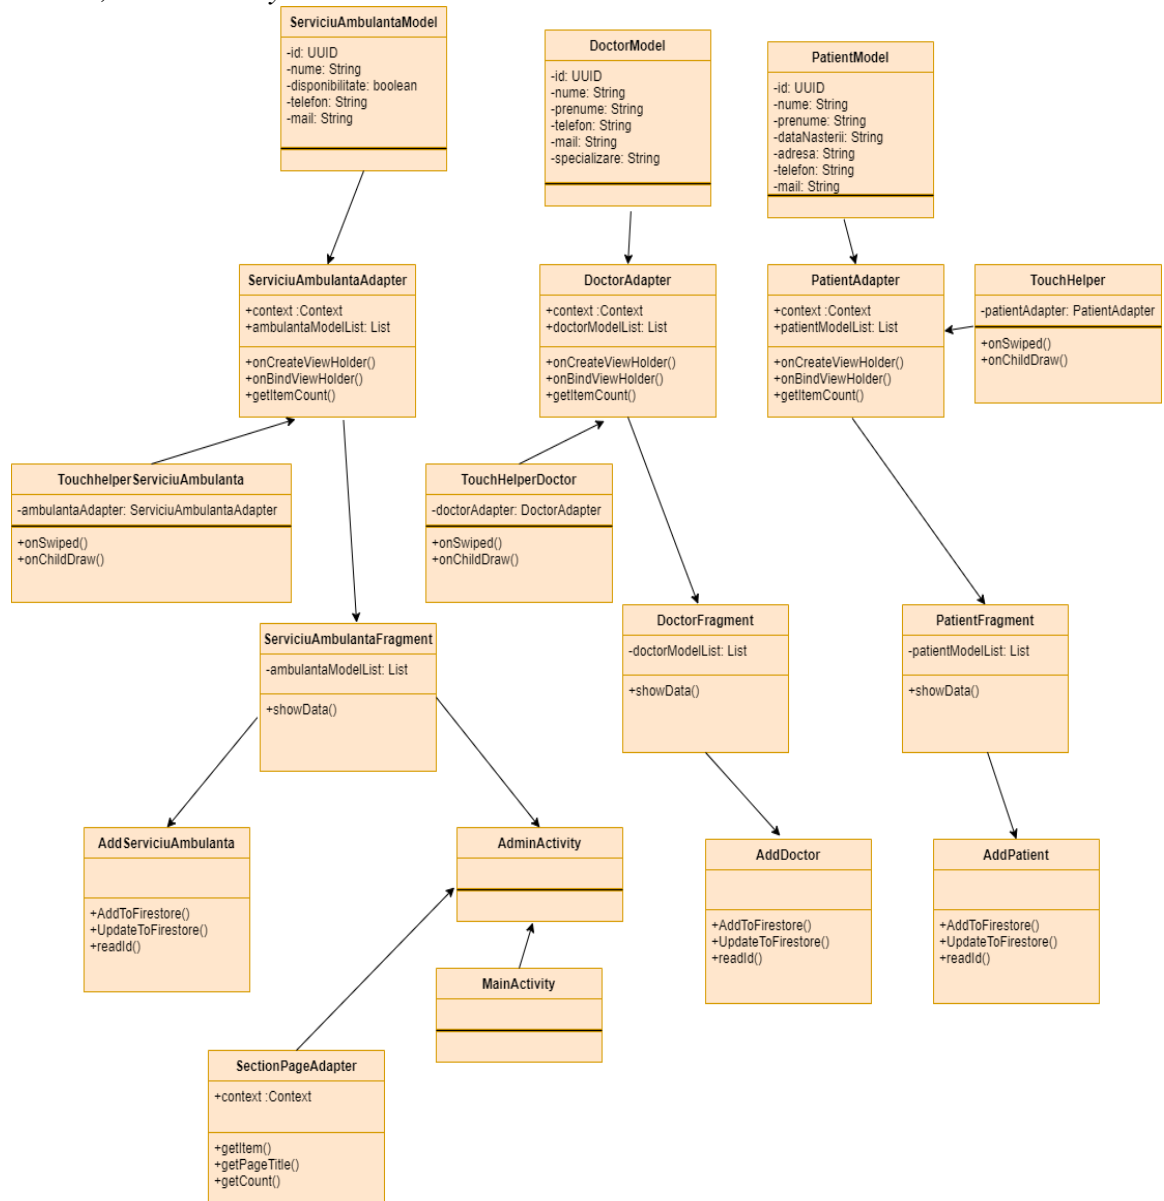 ServiciuAmbulantaModel
-id: UUID
-nume: String
-disponibilitate: boolean
-telefon: String
-mail: String
DoctorModel
-id: UUID
-nume: String
-prenume: String
-telefon: String
-mail: String
-specializare: String
PatientModel
-id: UUID
-nume: String
-prenume: String
-dataNasterii: String
-adresa: String
-telefon: String
-mail: String
ServiciuAmbulantaAdapter
+context :Context
+ambulantaModelList: List
+onCreateViewHolder()
+onBindViewHolder()
+getItemCount()
DoctorAdapter
+context :Context
+doctorModelList: List
+onCreateViewHolder()
+onBindViewHolder()
+getItemCount()
PatientAdapter
+context :Context
+patientModelList: List
+onCreateViewHolder()
+onBindViewHolder()
+getItemCount()
TouchHelper
-patientAdapter: PatientAdapter
+onSwiped()
+onChildDraw()
TouchhelperServiciuAmbulanta
-ambulantaAdapter: ServiciuAmbulantaAdapter
+onSwiped()
+onChildDraw()
TouchHelperDoctor
-doctorAdapter: DoctorAdapter
+onSwiped()
+onChildDraw()
ServiciuAmbulantaFragment
-ambulantaModelList: List
+showData()
DoctorFragment
-doctorModelList: List
+showData()
PatientFragment
-patientModelList: List
+showData()
AddServiciuAmbulanta
+AddToFirestore()
+UpdateToFirestore()
+readId()
AdminActivity
AddDoctor
+AddToFirestore()
+UpdateToFirestore()
+readId()
AddPatient
+AddToFirestore()
+UpdateToFirestore()
+readId()
MainActivity
SectionPageAdapter
+context :Context
+getItem()
+getPageTitle()
+getCount()